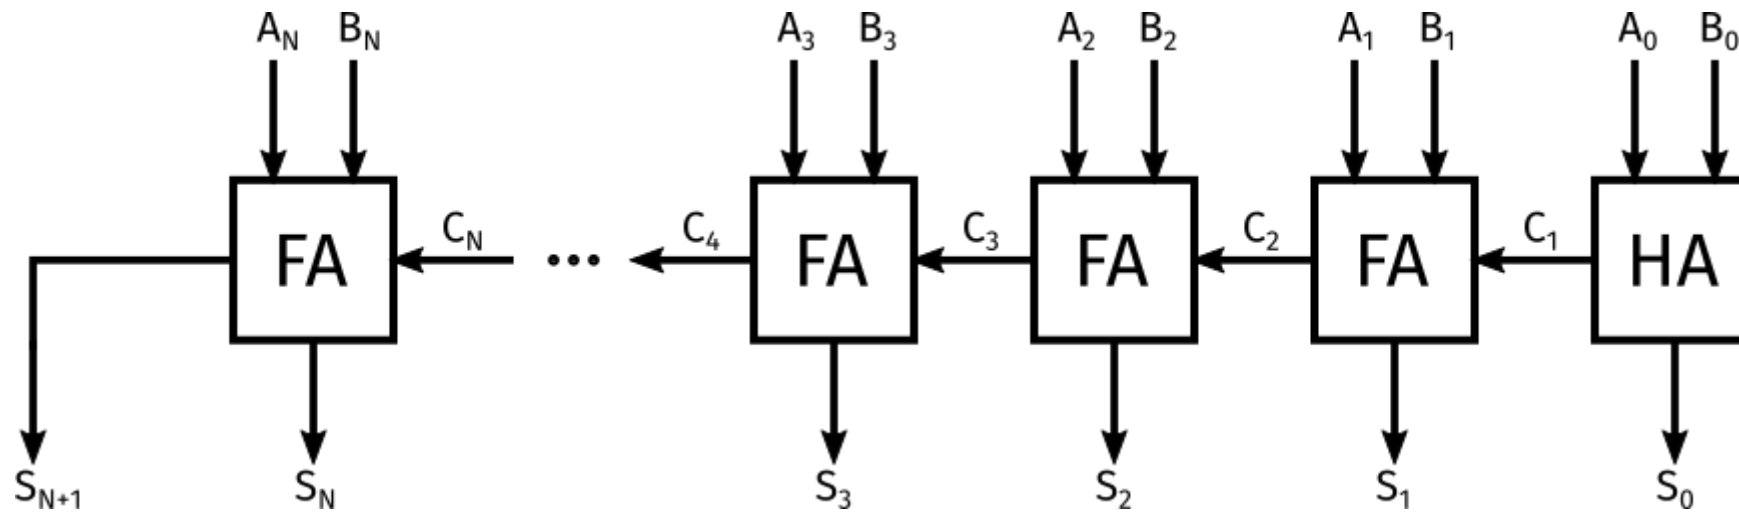 A_N B_N A_3 B_3 A_2 B_2 A_1 B_1 A_0 B_0
FA C_N ... C_4 FA C_3 FA C_2 FA C_1 HA
S_N+1 S_N S_3 S_2 S_1 S_0